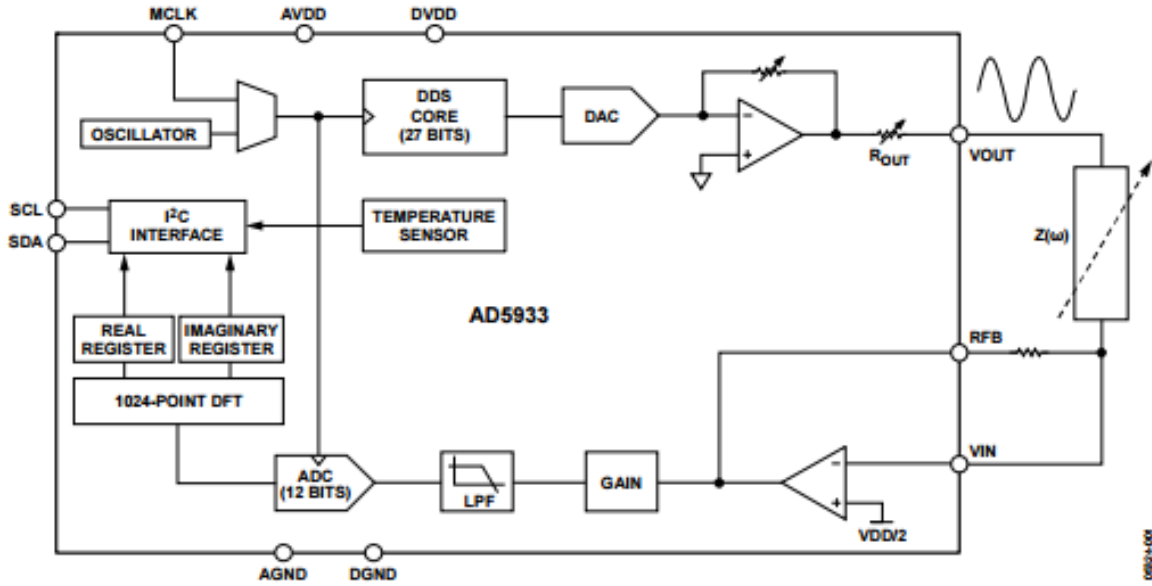 MCLK
AVDD
DVDD
OSCILLATOR
DDS
CORE
(27 BITS)
DAC
−
+
ROUT
VOUT
SCL
SDA
I2C
INTERFACE
TEMPERATURE
SENSOR
Z(ω)
AD5933
REAL
REGISTER
IMAGINARY
REGISTER
RFB
1024-POINT DFT
ADC
(12 BITS)
LPF
GAIN
−
+
VIN
VDD/2
AGND
DGND